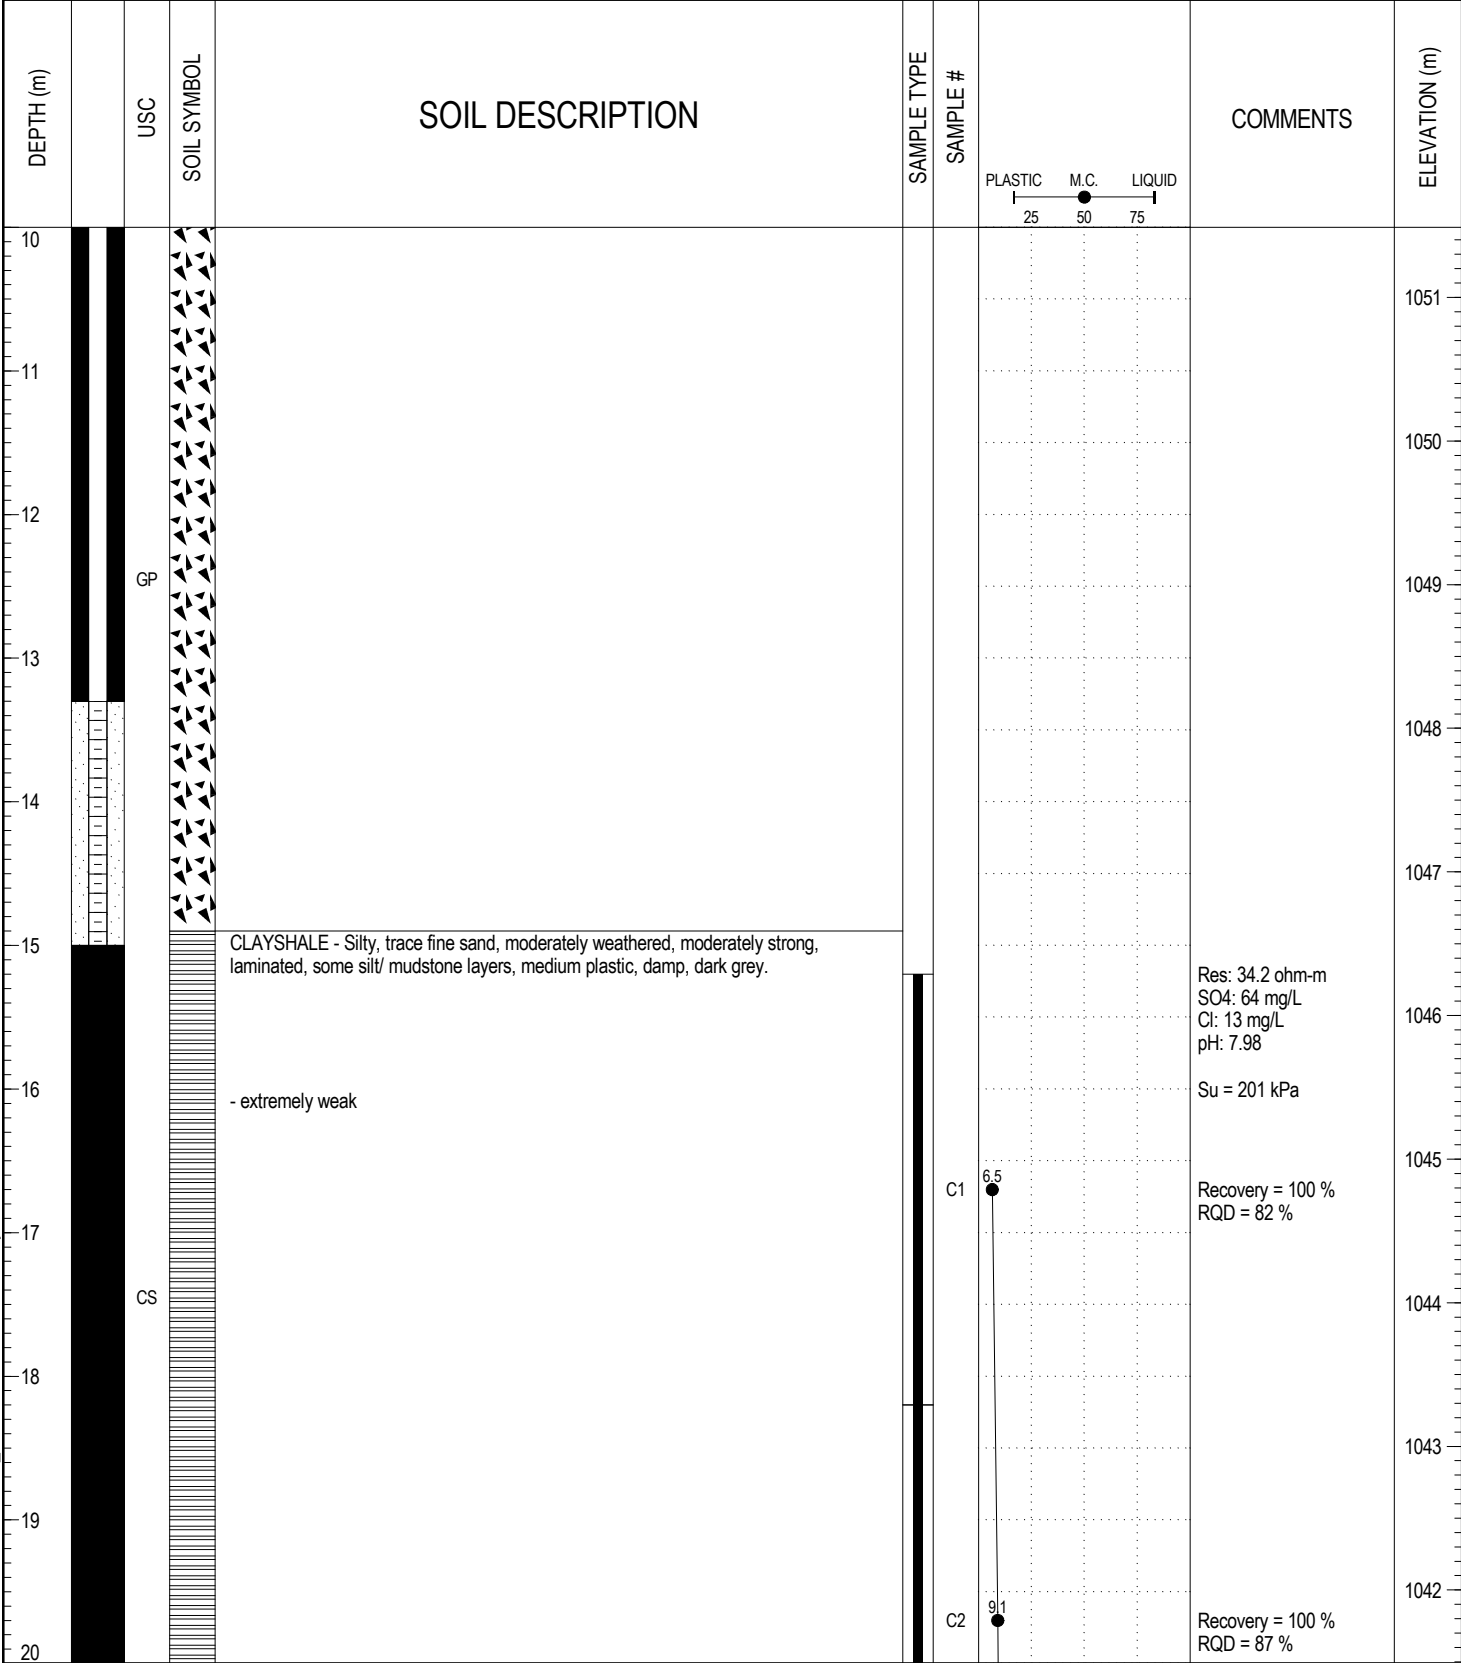 DEPTH (m)
USC
SOIL SYMBOL
SOIL DESCRIPTION
SAMPLE TYPE
SAMPLE #
PLASTIC M.C. LIQUID
25 50 75
COMMENTS
ELEVATION (m)
10
1051
11
1050
12
GP
1049
13
1048
14
1047
15
CLAYSHALE - Silty, trace fine sand, moderately weathered, moderately strong,
laminated, some silt/ mudstone layers, medium plastic, damp, dark grey.
Res: 34.2 ohm-m
SO4: 64 mg/L
Cl: 13 mg/L
pH: 7.98
1046
16
- extremely weak
Su = 201 kPa
1045
C1
6.5
Recovery = 100 %
RQD = 82 %
17
CS
1044
18
1043
19
1042
C2
9.1
Recovery = 100 %
RQD = 87 %
20